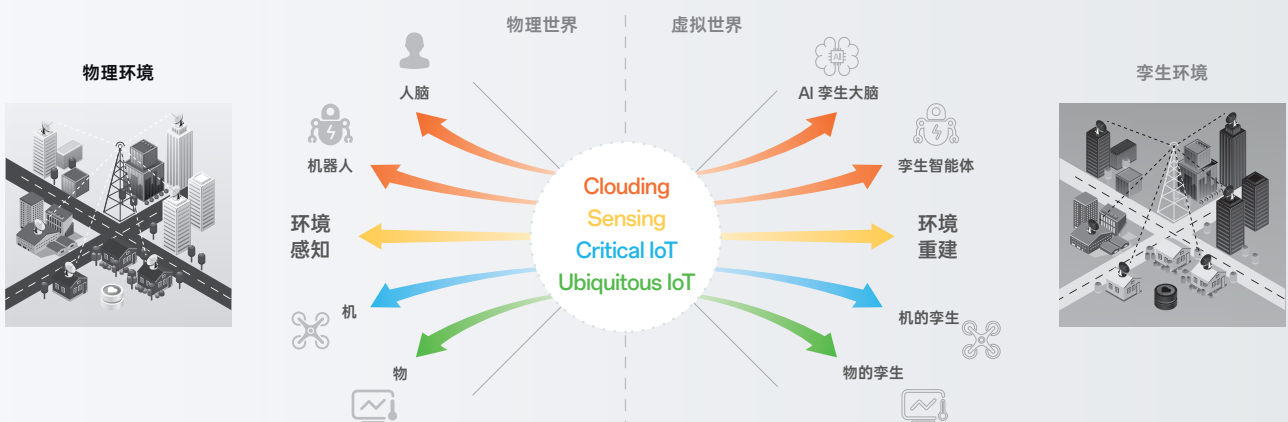 物理世界
虚拟世界
物理环境
孪生环境
人脑
AI 孪生大脑
AI
机器人
孪生智能体
Clouding
Sensing
Critical IoT
Ubiquitous IoT
环境
感知
环境
重建
机
机的孪生
物
物的孪生